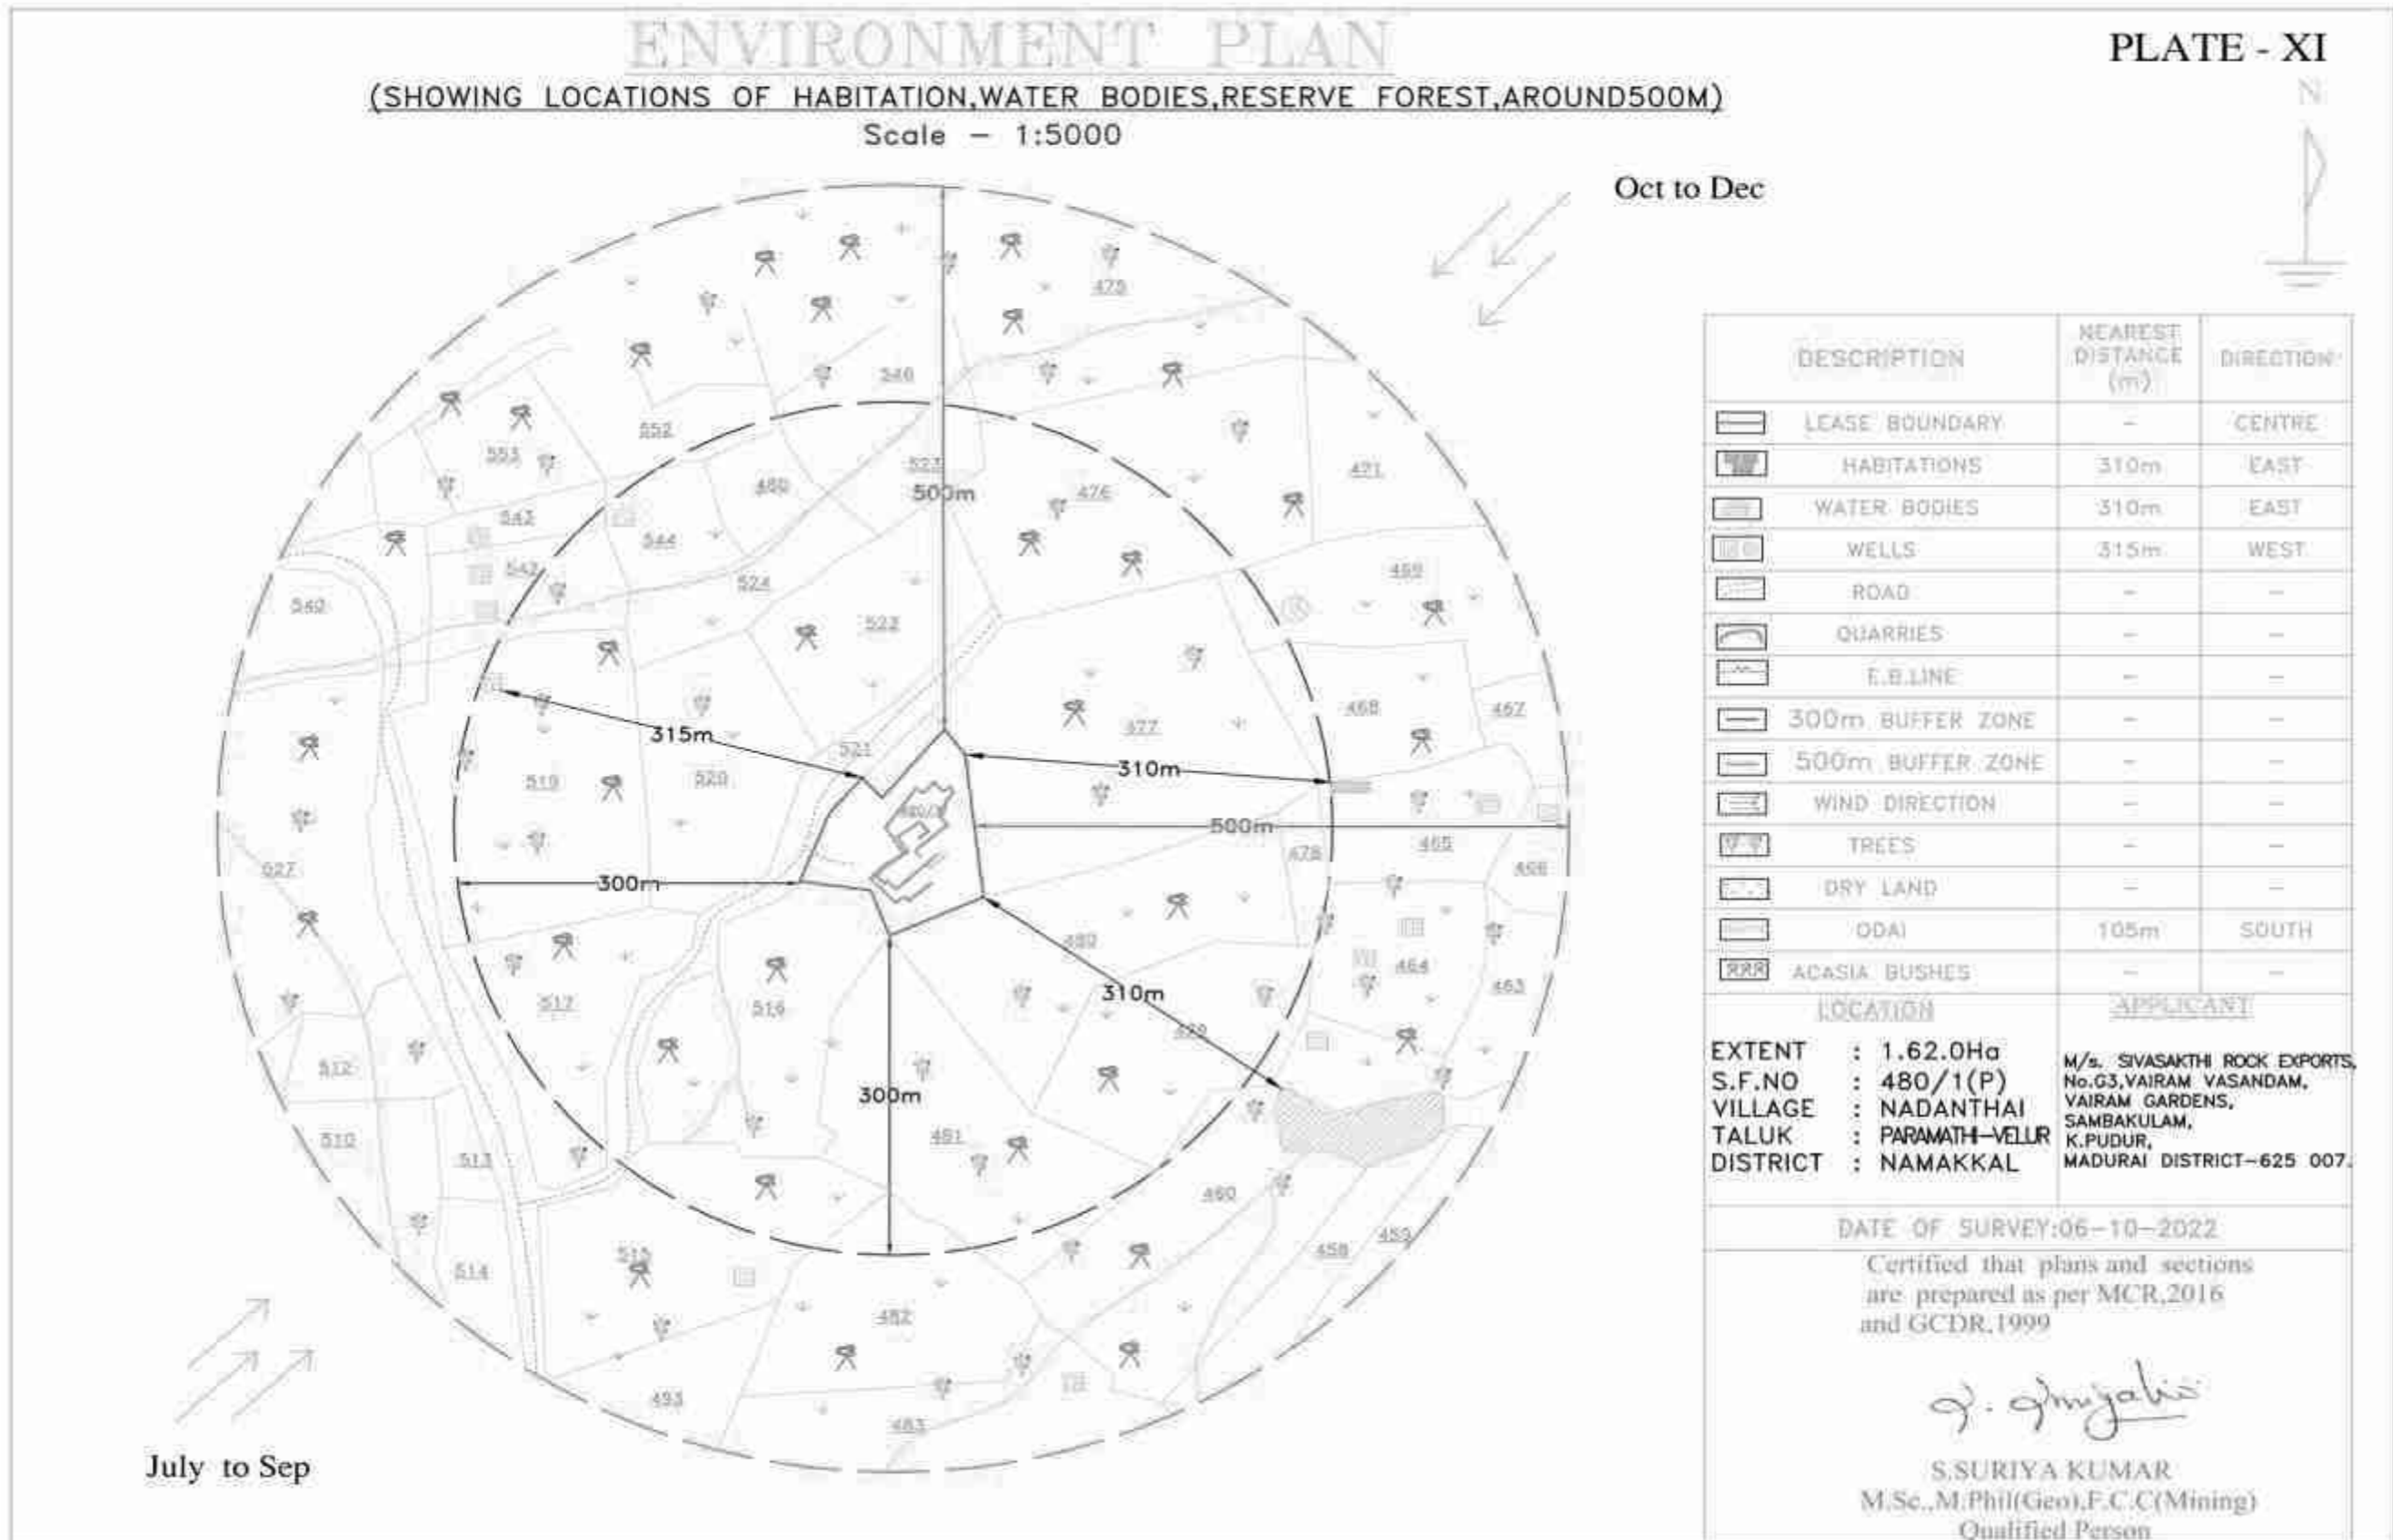 ENVIRONMENT PLAN
(SHOWING LOCATIONS OF HABITATION,WATER BODIES,RESERVE FOREST,AROUND500M)
Scale - 1:5000
PLATE - XI
N
Oct to Dec
475
546
552
553
480
523
500m
476
471
543
544
542
524
469
540
522
468
467
477
315m
521
310m
519
520
500m
465
478
466
527
300m
480
464
463
517
516
310m
479
512
300m
510
513
481
460
515
458
459
514
482
493
483
July to Sep
DESCRIPTION NEAREST DISTANCE (m) DIRECTION
LEASE BOUNDARY - CENTRE
HABITATIONS 310m EAST
WATER BODIES 310m EAST
WELLS 315m WEST
ROAD - -
QUARRIES - -
E.B.LINE - -
300m BUFFER ZONE - -
500m BUFFER ZONE - -
WIND DIRECTION - -
TREES - -
DRY LAND - -
ODAI 105m SOUTH
ACASIA BUSHES - -
LOCATION
EXTENT : 1.62.0Ha
S.F.NO : 480/1(P)
VILLAGE : NADANTHAI
TALUK : PARAMATHI-VELUR
DISTRICT : NAMAKKAL
APPLICANT
M/s. SIVASAKTHI ROCK EXPORTS,
No.G3,VAIRAM VASANDAM,
VAIRAM GARDENS,
SAMBAKULAM,
K.PUDUR,
MADURAI DISTRICT-625 007.
DATE OF SURVEY:06-10-2022
Certified that plans and sections
are prepared as per MCR,2016
and GCDR,1999
S.SURIYA KUMAR
M.Sc.,M.Phil(Geo),F.C.C(Mining)
Qualified Person